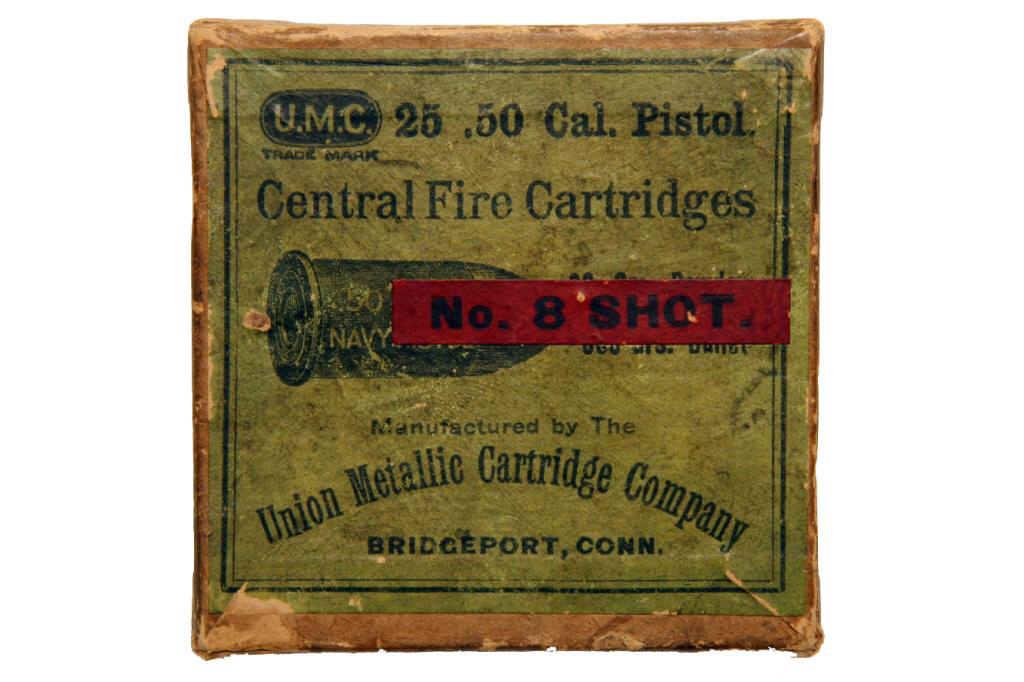 U.M.C. 25 .50 Cal. Pistol.
TRADE MARK
Central Fire Cartridges
.50
NAVY
No. 8 SHOT.
Manufactured by The
Union Metallic Cartridge Company
BRIDGEPORT, CONN.